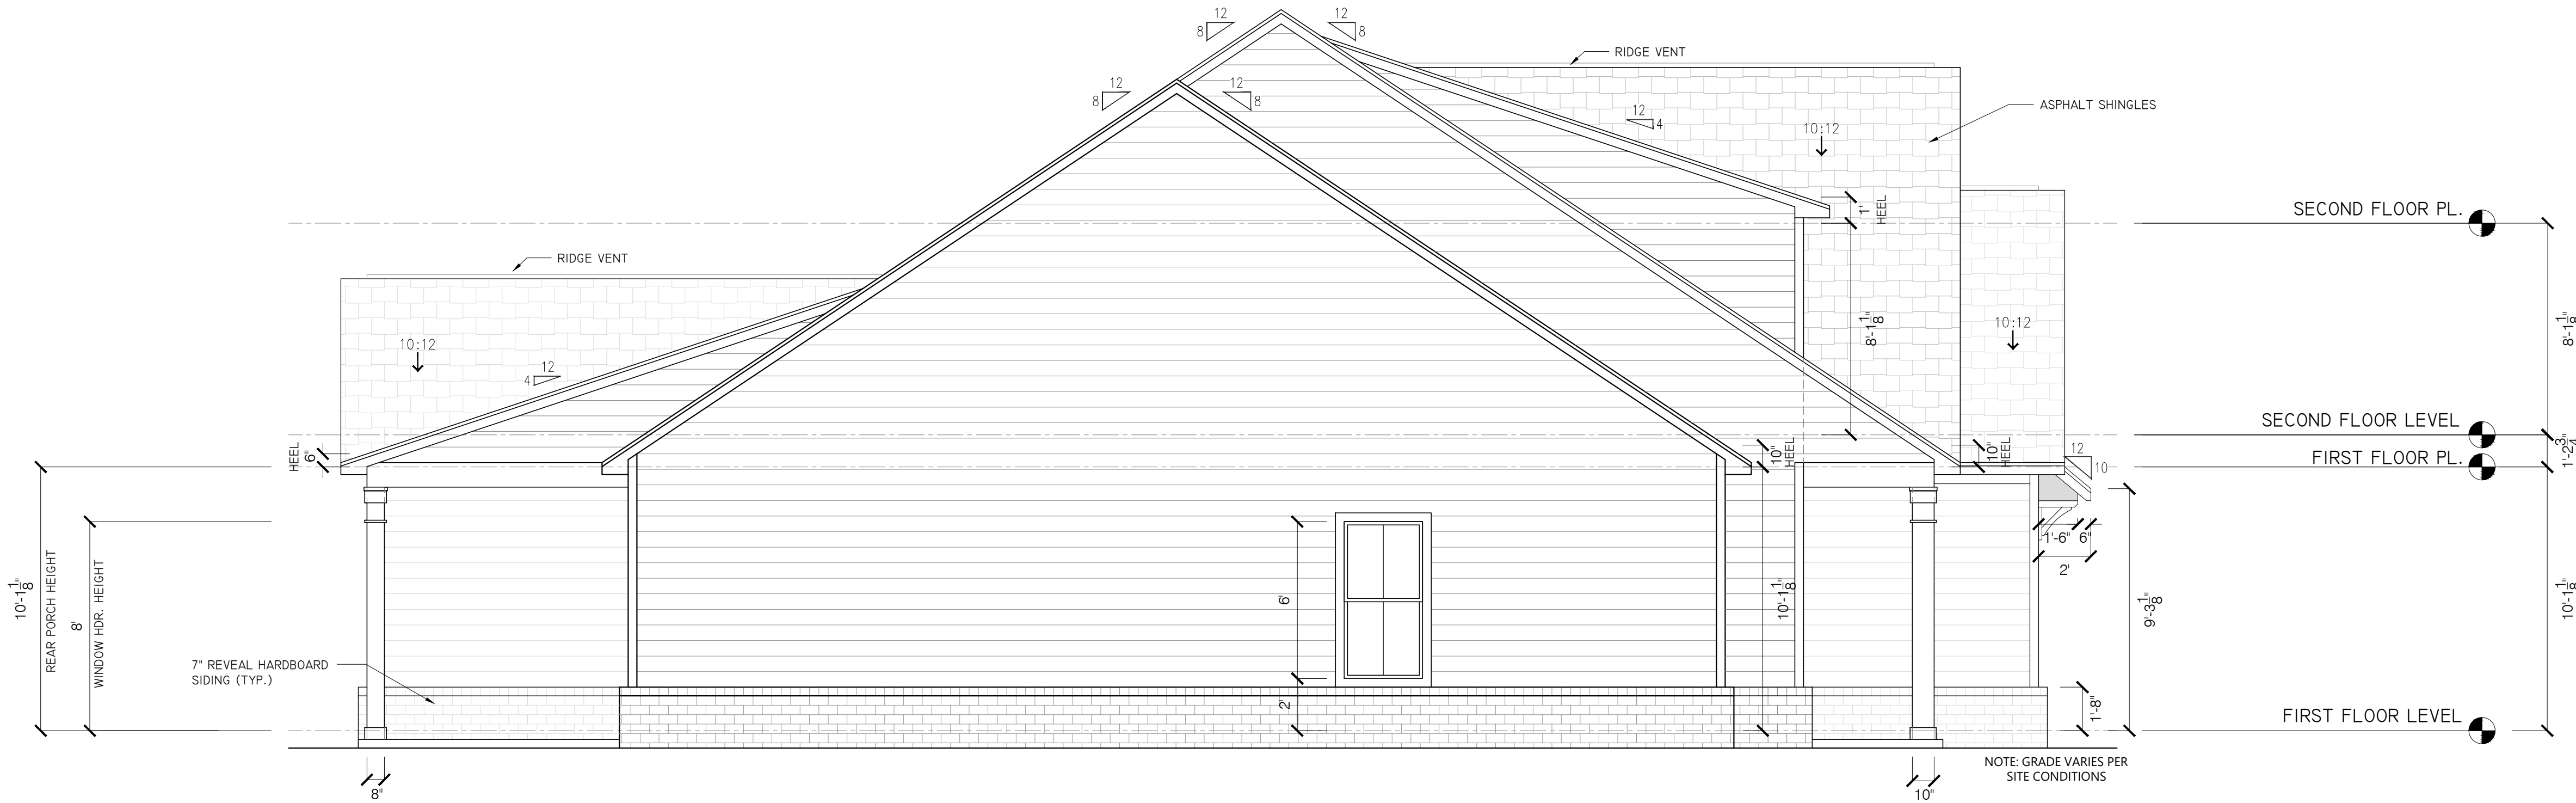 12
8
12
8
RIDGE VENT
12
8
12
8
ASPHALT SHINGLES
12
4
10:12
1'
HEEL
SECOND FLOOR PL.
RIDGE VENT
10:12
12
4
8'-1 1/8"
10:12
8'-1 1/8"
SECOND FLOOR LEVEL
1'-2 3/4"
FIRST FLOOR PL.
HEEL
6"
10"
HEEL
10"
HEEL
12
10
10'-1 1/8"
REAR PORCH HEIGHT
8'
WINDOW HDR. HEIGHT
6'
2'
10'-1 1/8"
1'-6"
6"
2'
9'-3 1/8"
10'-1 1/8"
7" REVEAL HARDBOARD
SIDING (TYP.)
1'-8"
FIRST FLOOR LEVEL
NOTE: GRADE VARIES PER
SITE CONDITIONS
8"
10"